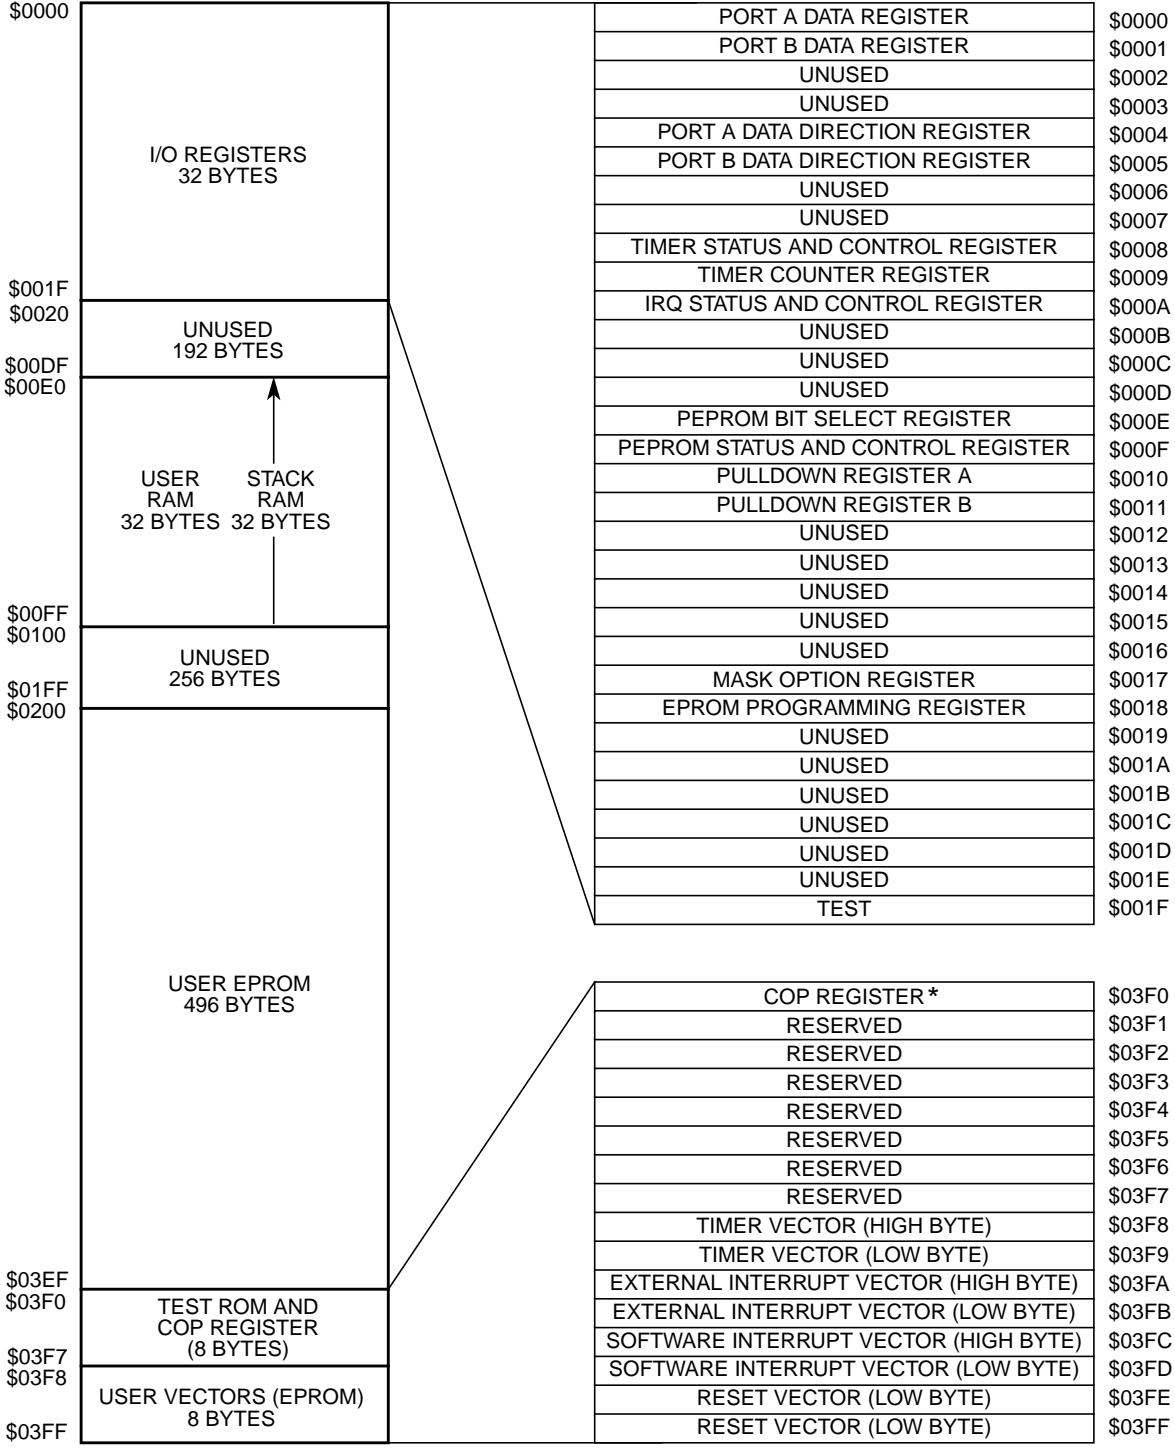 $0000
I/O REGISTERS
32 BYTES
$001F
$0020
UNUSED
192 BYTES
$00DF
$00E0
USER
RAM
32 BYTES
STACK
RAM
32 BYTES
$00FF
$0100
UNUSED
256 BYTES
$01FF
$0200
USER EPROM
496 BYTES
$03EF
$03F0
TEST ROM AND
COP REGISTER
(8 BYTES)
$03F7
$03F8
USER VECTORS (EPROM)
8 BYTES
$03FF
PORT A DATA REGISTER $0000
PORT B DATA REGISTER $0001
UNUSED $0002
UNUSED $0003
PORT A DATA DIRECTION REGISTER $0004
PORT B DATA DIRECTION REGISTER $0005
UNUSED $0006
UNUSED $0007
TIMER STATUS AND CONTROL REGISTER $0008
TIMER COUNTER REGISTER $0009
IRQ STATUS AND CONTROL REGISTER $000A
UNUSED $000B
UNUSED $000C
UNUSED $000D
PEPROM BIT SELECT REGISTER $000E
PEPROM STATUS AND CONTROL REGISTER $000F
PULLDOWN REGISTER A $0010
PULLDOWN REGISTER B $0011
UNUSED $0012
UNUSED $0013
UNUSED $0014
UNUSED $0015
UNUSED $0016
MASK OPTION REGISTER $0017
EPROM PROGRAMMING REGISTER $0018
UNUSED $0019
UNUSED $001A
UNUSED $001B
UNUSED $001C
UNUSED $001D
UNUSED $001E
TEST $001F
COP REGISTER* $03F0
RESERVED $03F1
RESERVED $03F2
RESERVED $03F3
RESERVED $03F4
RESERVED $03F5
RESERVED $03F6
RESERVED $03F7
TIMER VECTOR (HIGH BYTE) $03F8
TIMER VECTOR (LOW BYTE) $03F9
EXTERNAL INTERRUPT VECTOR (HIGH BYTE) $03FA
EXTERNAL INTERRUPT VECTOR (LOW BYTE) $03FB
SOFTWARE INTERRUPT VECTOR (HIGH BYTE) $03FC
SOFTWARE INTERRUPT VECTOR (LOW BYTE) $03FD
RESET VECTOR (LOW BYTE) $03FE
RESET VECTOR (LOW BYTE) $03FF